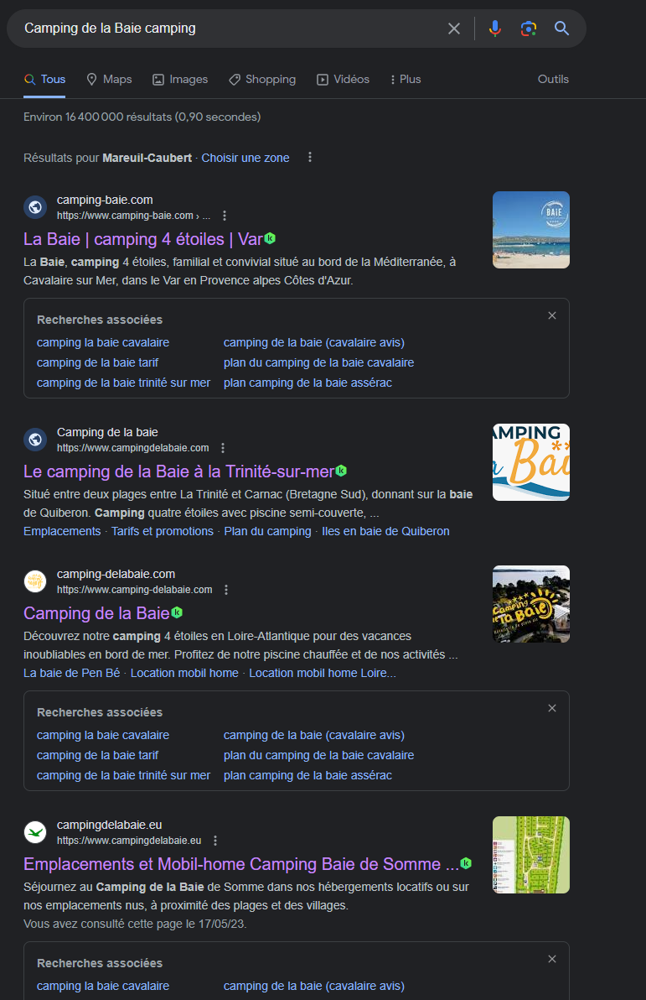 Camping de la Baie camping
Tous Maps Images Shopping Vidéos Plus Outils
Environ 16 400 000 résultats (0,90 secondes)
Résultats pour Mareuil-Caubert · Choisir une zone
camping-baie.com
https://www.camping-baie.com › ...
La Baie | camping 4 étoiles | Var
La Baie, camping 4 étoiles, familial et convivial situé au bord de la Méditerranée, à
Cavalaire sur Mer, dans le Var en Provence alpes Côtes d'Azur.
BAIE
Recherches associées
camping la baie cavalaire camping de la baie (cavalaire avis)
camping de la baie tarif plan du camping de la baie cavalaire
camping de la baie trinité sur mer plan camping de la baie assérac
Camping de la baie
https://www.campingdelabaie.com
Le camping de la Baie à la Trinité-sur-mer
Situé entre deux plages entre La Trinité et Carnac (Bretagne Sud), donnant sur la baie
de Quiberon. Camping quatre étoiles avec piscine semi-couverte, ...
Emplacements · Tarifs et promotions · Plan du camping · Iles en baie de Quiberon
AMPING
a Bai
camping-delabaie.com
https://www.camping-delabaie.com
Camping de la Baie
Découvrez notre camping 4 étoiles en Loire-Atlantique pour des vacances
inoubliables en bord de mer. Profitez de notre piscine chauffée et de nos activités ...
La baie de Pen Bé · Location mobil home · Location mobil home Loire...
Camping
de la Baie
Recherches associées
camping la baie cavalaire camping de la baie (cavalaire avis)
camping de la baie tarif plan du camping de la baie cavalaire
camping de la baie trinité sur mer plan camping de la baie assérac
campingdelabaie.eu
https://www.campingdelabaie.eu
Emplacements et Mobil-home Camping Baie de Somme ...
Séjournez au Camping de la Baie de Somme dans nos hébergements locatifs ou sur
nos emplacements nus, à proximité des plages et des villages.
Vous avez consulté cette page le 17/05/23.
Recherches associées
camping la baie cavalaire camping de la baie (cavalaire avis)